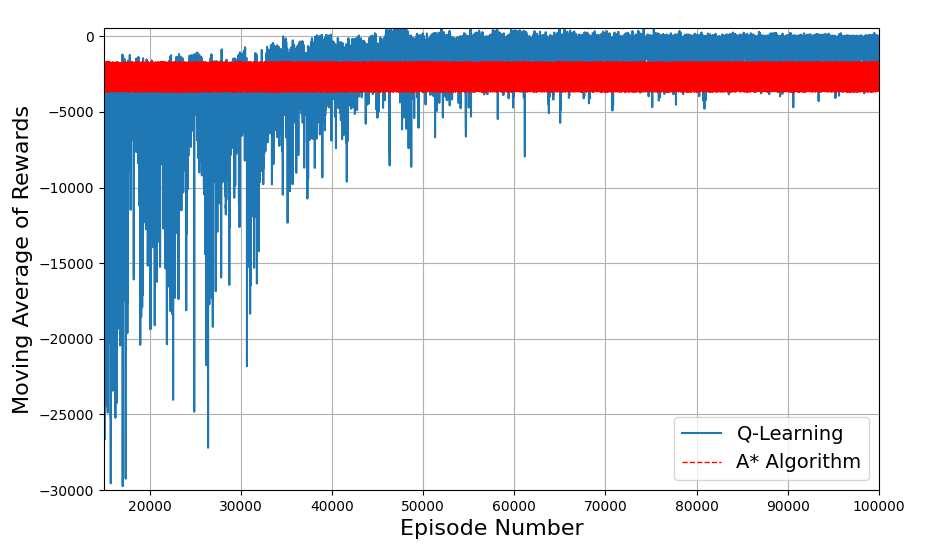 0
−5000
−10000
−15000
−20000
−25000
−30000
Moving Average of Rewards
20000 30000 40000 50000 60000 70000 80000 90000 100000
Episode Number
Q-Learning
A* Algorithm